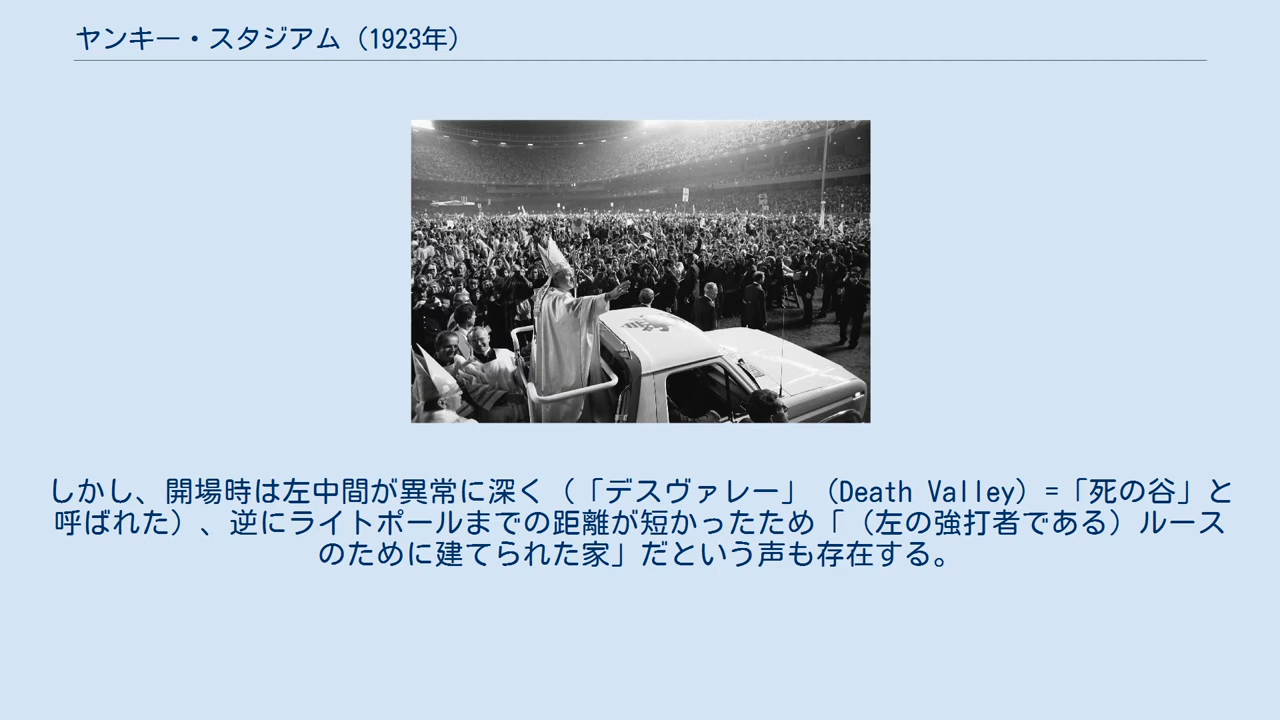 ヤンキー・スタジアム（1923年）
しかし、開場時は左中間が異常に深く（「デスヴァレー」（Death Valley）=「死の谷」と
呼ばれた）、逆にライトポールまでの距離が短かったため「（左の強打者である）ルース
のために建てられた家」だという声も存在する。